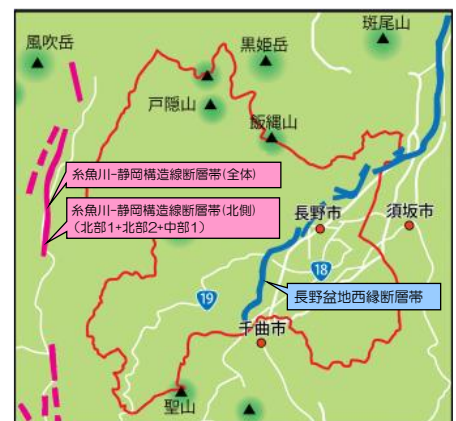 斑尾山
風吹岳
黒姫岳
戸隠山
飯縄山
糸魚川-静岡構造線断層帯(全体)
糸魚川-静岡構造線断層帯(北側)
(北部1+北部2+中部1)
長野市
須坂市
18
19
長野盆地西縁断層帯
千曲市
聖山